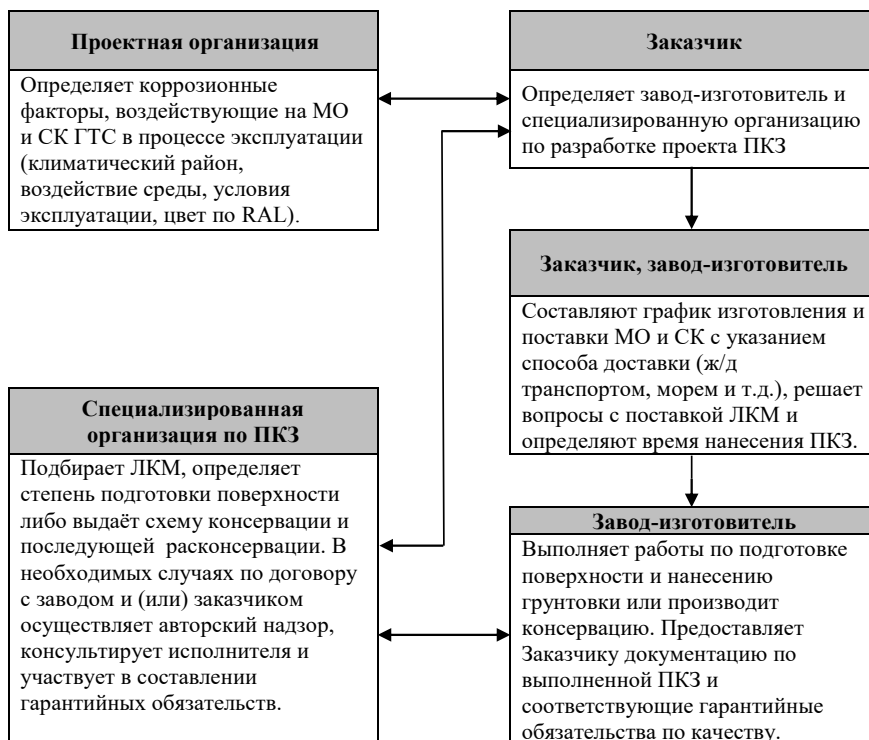 Проектная организация
Определяет коррозионные
факторы, воздействующие на МО
и СК ГТС в процессе эксплуатации
(климатический район,
воздействие среды, условия
эксплуатации, цвет по RAL).
Заказчик
Определяет завод-изготовитель и
специализированную организацию
по разработке проекта ПКЗ
Заказчик, завод-изготовитель
Составляют график изготовления и
поставки МО и СК с указанием
способа доставки (ж/д
транспортом, морем и т.д.), решает
вопросы с поставкой ЛКМ и
определяют время нанесения ПКЗ.
Специализированная
организация по ПКЗ
Подбирает ЛКМ, определяет
степень подготовки поверхности
либо выдаёт схему консервации и
последующей расконсервации. В
необходимых случаях по договору
с заводом и (или) заказчиком
осуществляет авторский надзор,
консультирует исполнителя и
участвует в составлении
гарантийных обязательств.
Завод-изготовитель
Выполняет работы по подготовке
поверхности и нанесению
грунтовки или производит
консервацию. Предоставляет
Заказчику документацию по
выполненной ПКЗ и
соответствующие гарантийные
обязательства по качеству.